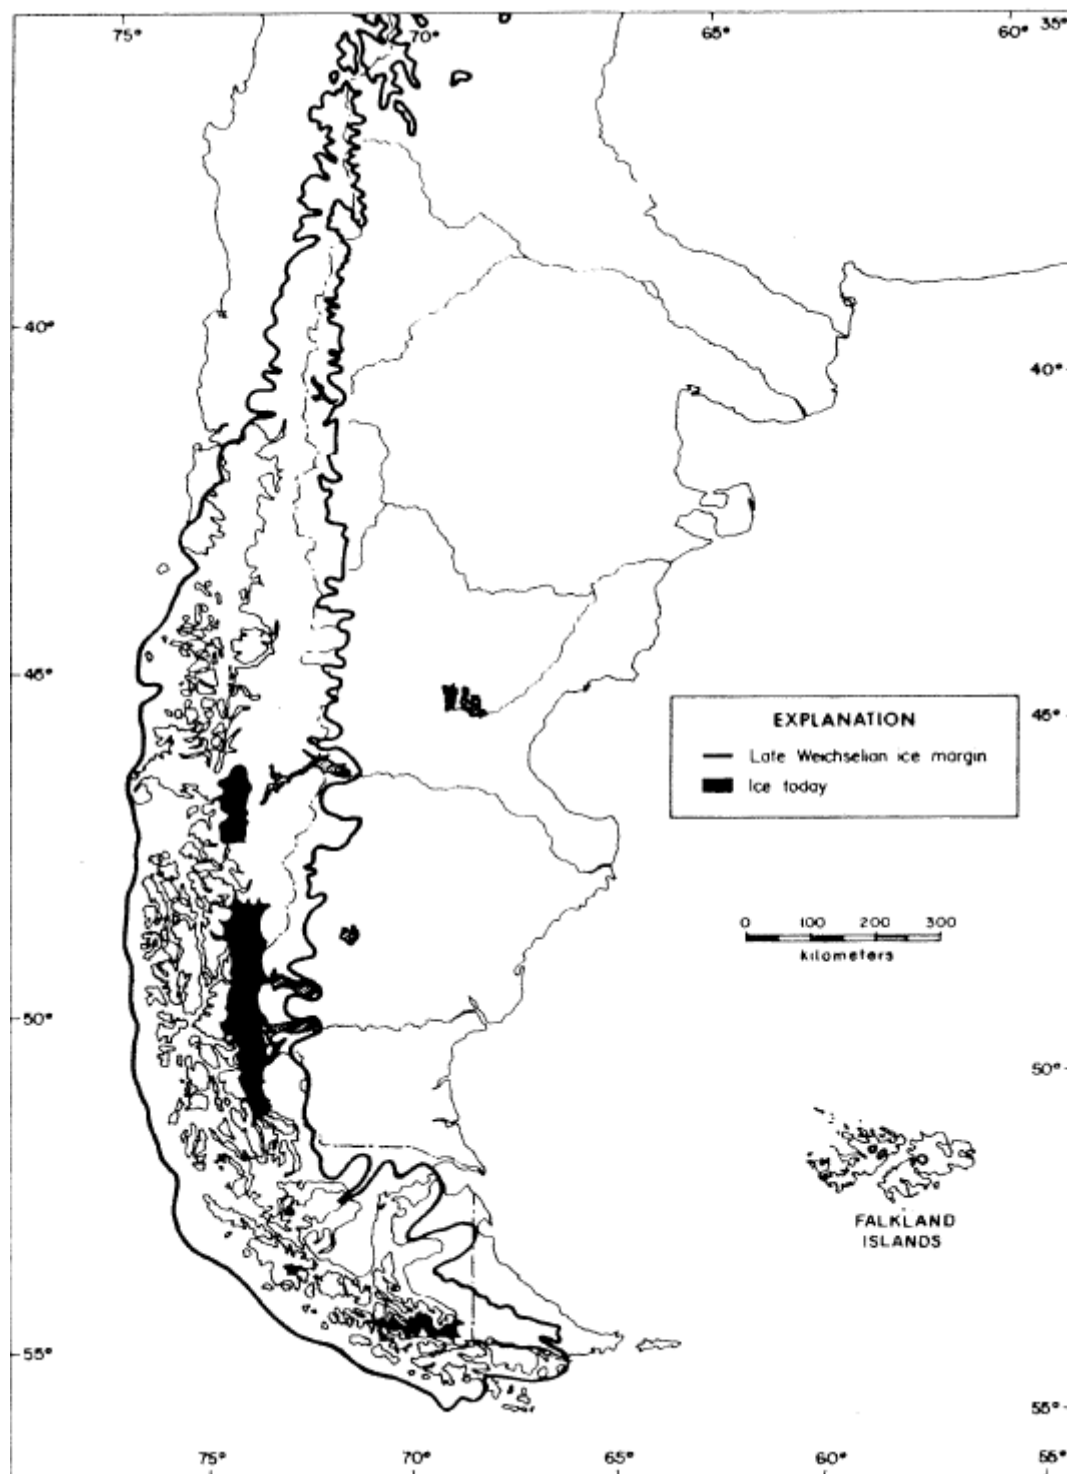 75° 70° 65° 60° 35°
40° 40°
45° 45°
EXPLANATION
Late Weichselian ice margin
Ice today
0 100 200 300
kilometers
50° 50°
FALKLAND
ISLANDS
55° 55°
75° 70° 65° 60° 55°